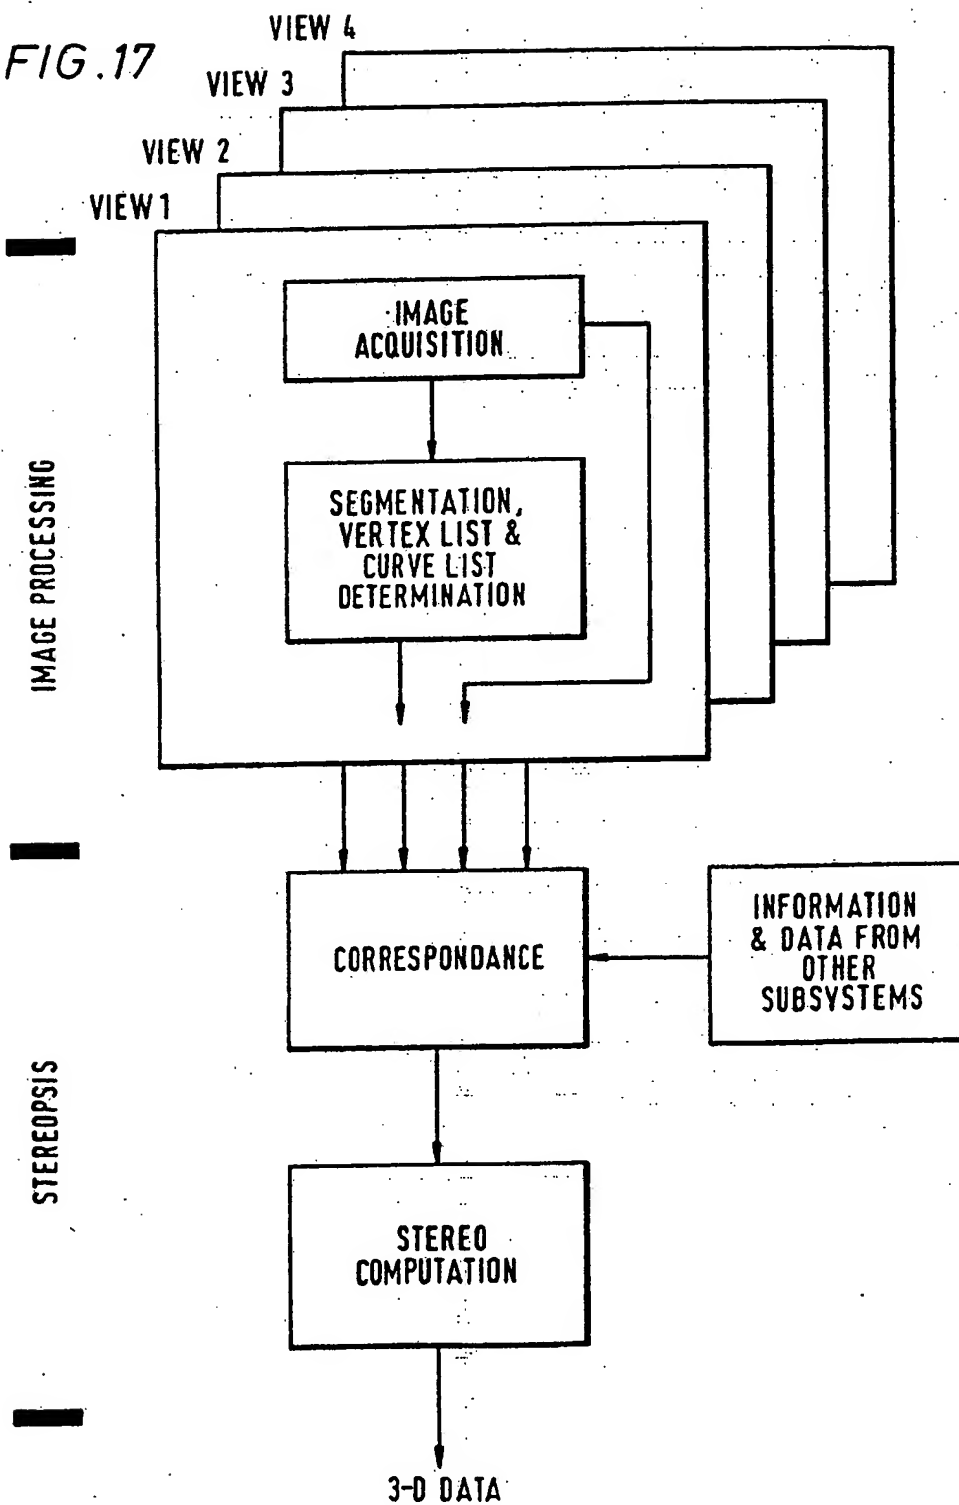 FIG.17
VIEW 4
VIEW 3
VIEW 2
VIEW 1
IMAGE
ACQUISITION
SEGMENTATION,
VERTEX LIST &
CURVE LIST
DETERMINATION
IMAGE PROCESSING
CORRESPONDANCE
INFORMATION
& DATA FROM
OTHER
SUBSYSTEMS
STEREOPSIS
STEREO
COMPUTATION
3-D DATA